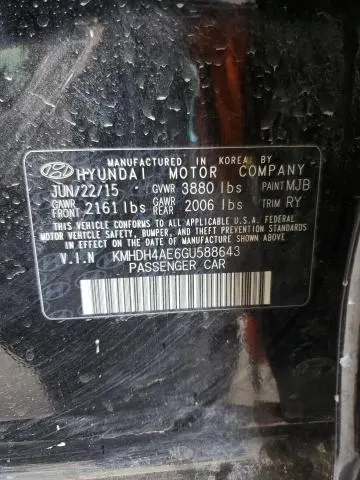 MANUFACTURED IN KOREA BY
HYUNDAI MOTOR COMPANY
JUN/22/15 GVWR 3880 lbs PAINT MJB
GAWR FRONT 2161 lbs GAWR REAR 2006 lbs TRIM RY
THIS VEHICLE CONFORMS TO ALL APPLICABLE U.S.A. FEDERAL
MOTOR VEHICLE SAFETY, BUMPER, AND THEFT PREVENTION STANDARDS
IN EFFECT ON THE DATE OF MANUFACTURE SHOWN ABOVE.
V.I.N KMHDH4AE6GU588643
PASSENGER CAR